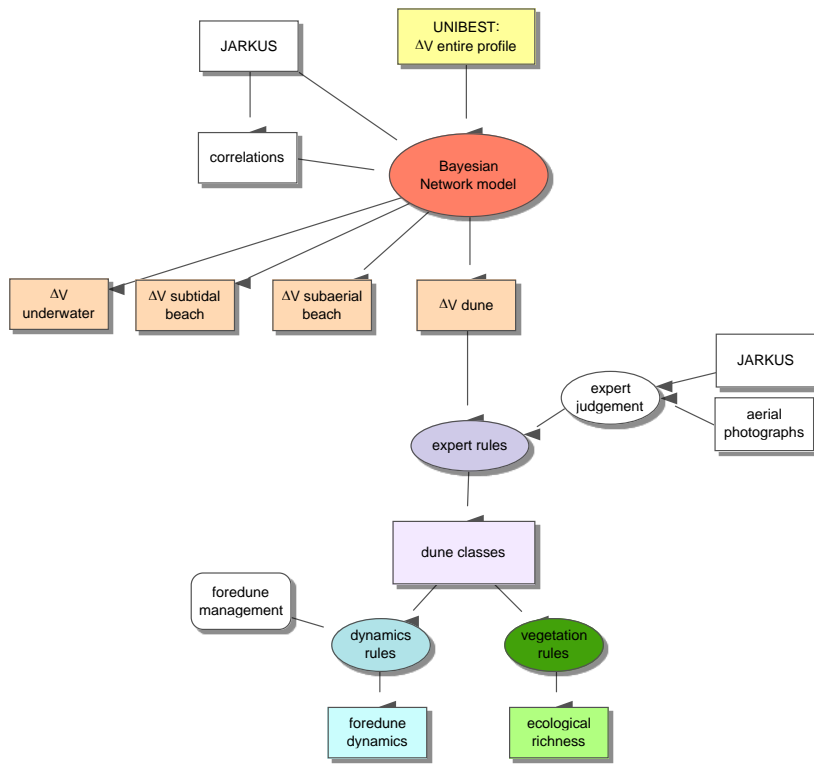 JARKUS
UNIBEST:
ΔV entire profile
correlations
Bayesian
Network model
ΔV
underwater
ΔV subtidal
beach
ΔV subaerial
beach
ΔV dune
JARKUS
expert
judgement
aerial
photographs
expert rules
dune classes
foredune
management
dynamics
rules
vegetation
rules
foredune
dynamics
ecological
richness